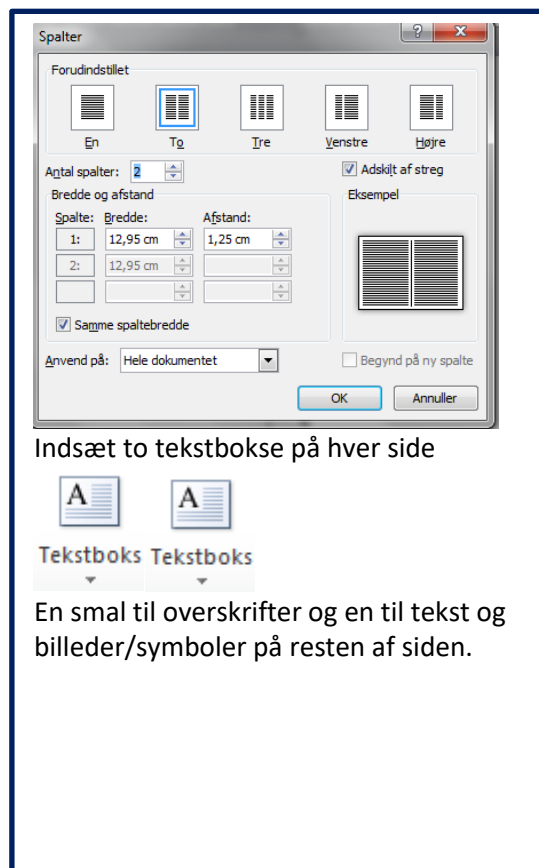 Spalter
Forudindstillet
En To Tre Venstre Højre
Antal spalter: 2 Adskilt af streg
Bredde og afstand Eksempel
Spalte: Bredde: Afstand:
1: 12,95 cm 1,25 cm
2: 12,95 cm
Samme spaltebredde
Anvend på: Hele dokumentet Begynd på ny spalte
OK Annuller
Indsæt to tekstbokse på hver side
A A
Tekstboks Tekstboks
En smal til overskrifter og en til tekst og
billeder/symboler på resten af siden.